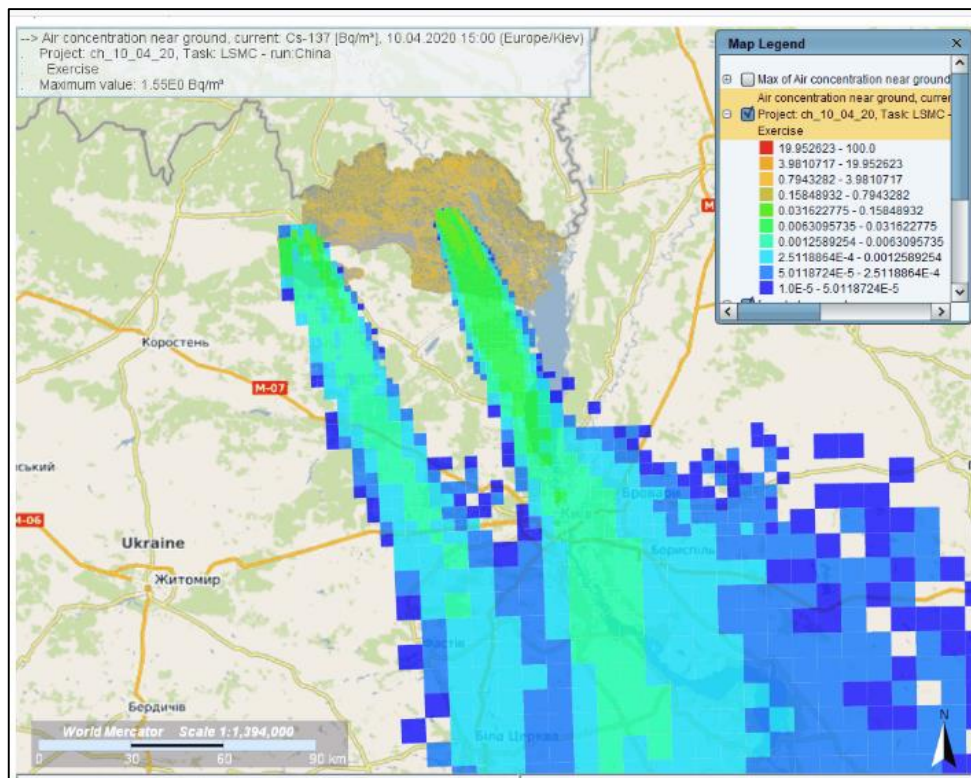 --> Air concentration near ground, current: Cs-137 [Bq/m³], 10.04.2020 15:00 (Europe/Kiev)
Project: ch_10_04_20, Task: LSMC - run:China
Exercise
Maximum value: 1.55E0 Bq/m³
Map Legend
Max of Air concentration near ground
Air concentration near ground, curren
Project: ch_10_04_20, Task: LSMC -
Exercise
19.952623 - 100.0
3.9810717 - 19.952623
0.7943282 - 3.9810717
0.15848932 - 0.7943282
0.031622775 - 0.15848932
0.0063095735 - 0.031622775
0.0012589254 - 0.0063095735
2.5118864E-4 - 0.0012589254
5.0118724E-5 - 2.5118864E-4
1.0E-5 - 5.0118724E-5
Коростень
M-07
ський
Бровари
Київ
M-06
Ukraine
Бориспіль
Житомир
Фастів
Бердичів
Біла Церква
World Mercator Scale 1:1,394,000
0 30 60 90 km
N